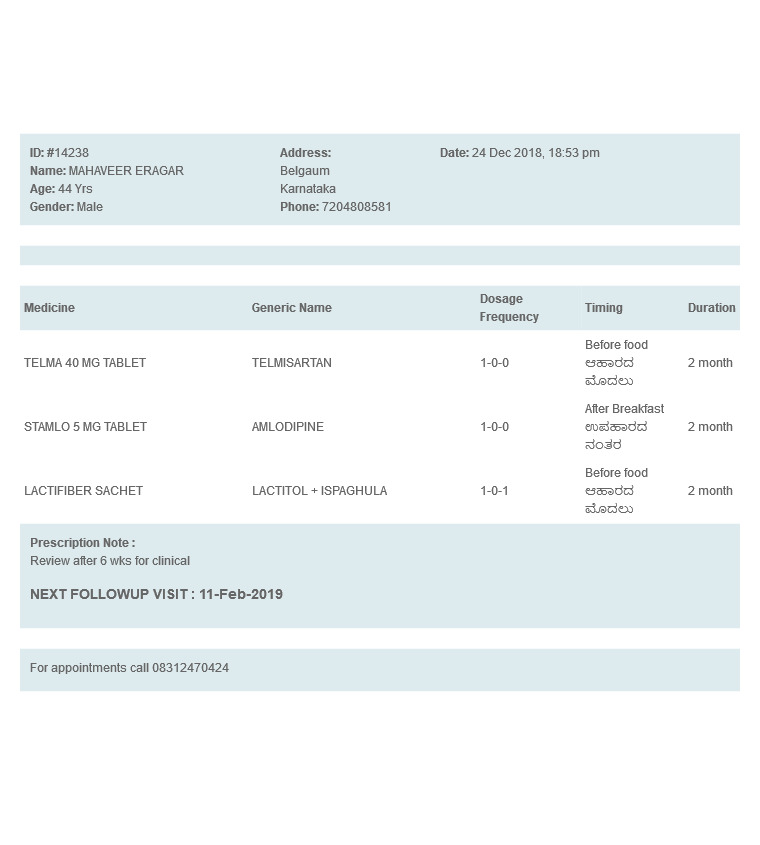 ID: #14238
Name: MAHAVEER ERAGAR
Age: 44 Yrs
Gender: Male
Address:
Belgaum
Karnataka
Phone: 7204808581
Date: 24 Dec 2018, 18:53 pm
Medicine Generic Name Dosage Frequency Timing Duration
TELMA 40 MG TABLET TELMISARTAN 1-0-0 Before food ಆಹಾರದ ಮೊದಲು 2 month
STAMLO 5 MG TABLET AMLODIPINE 1-0-0 After Breakfast ಉಪಹಾರದ ನಂತರ 2 month
LACTIFIBER SACHET LACTITOL + ISPAGHULA 1-0-1 Before food ಆಹಾರದ ಮೊದಲು 2 month
Prescription Note :
Review after 6 wks for clinical
NEXT FOLLOWUP VISIT : 11-Feb-2019
For appointments call 08312470424